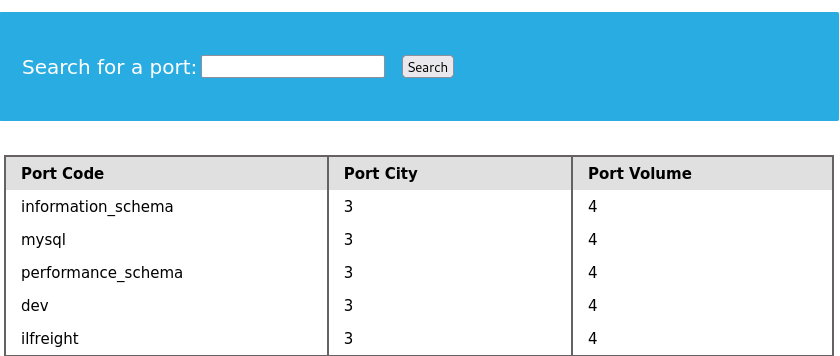 Search for a port: Search
Port Code Port City Port Volume
information_schema 3 4
mysql 3 4
performance_schema 3 4
dev 3 4
ilfreight 3 4